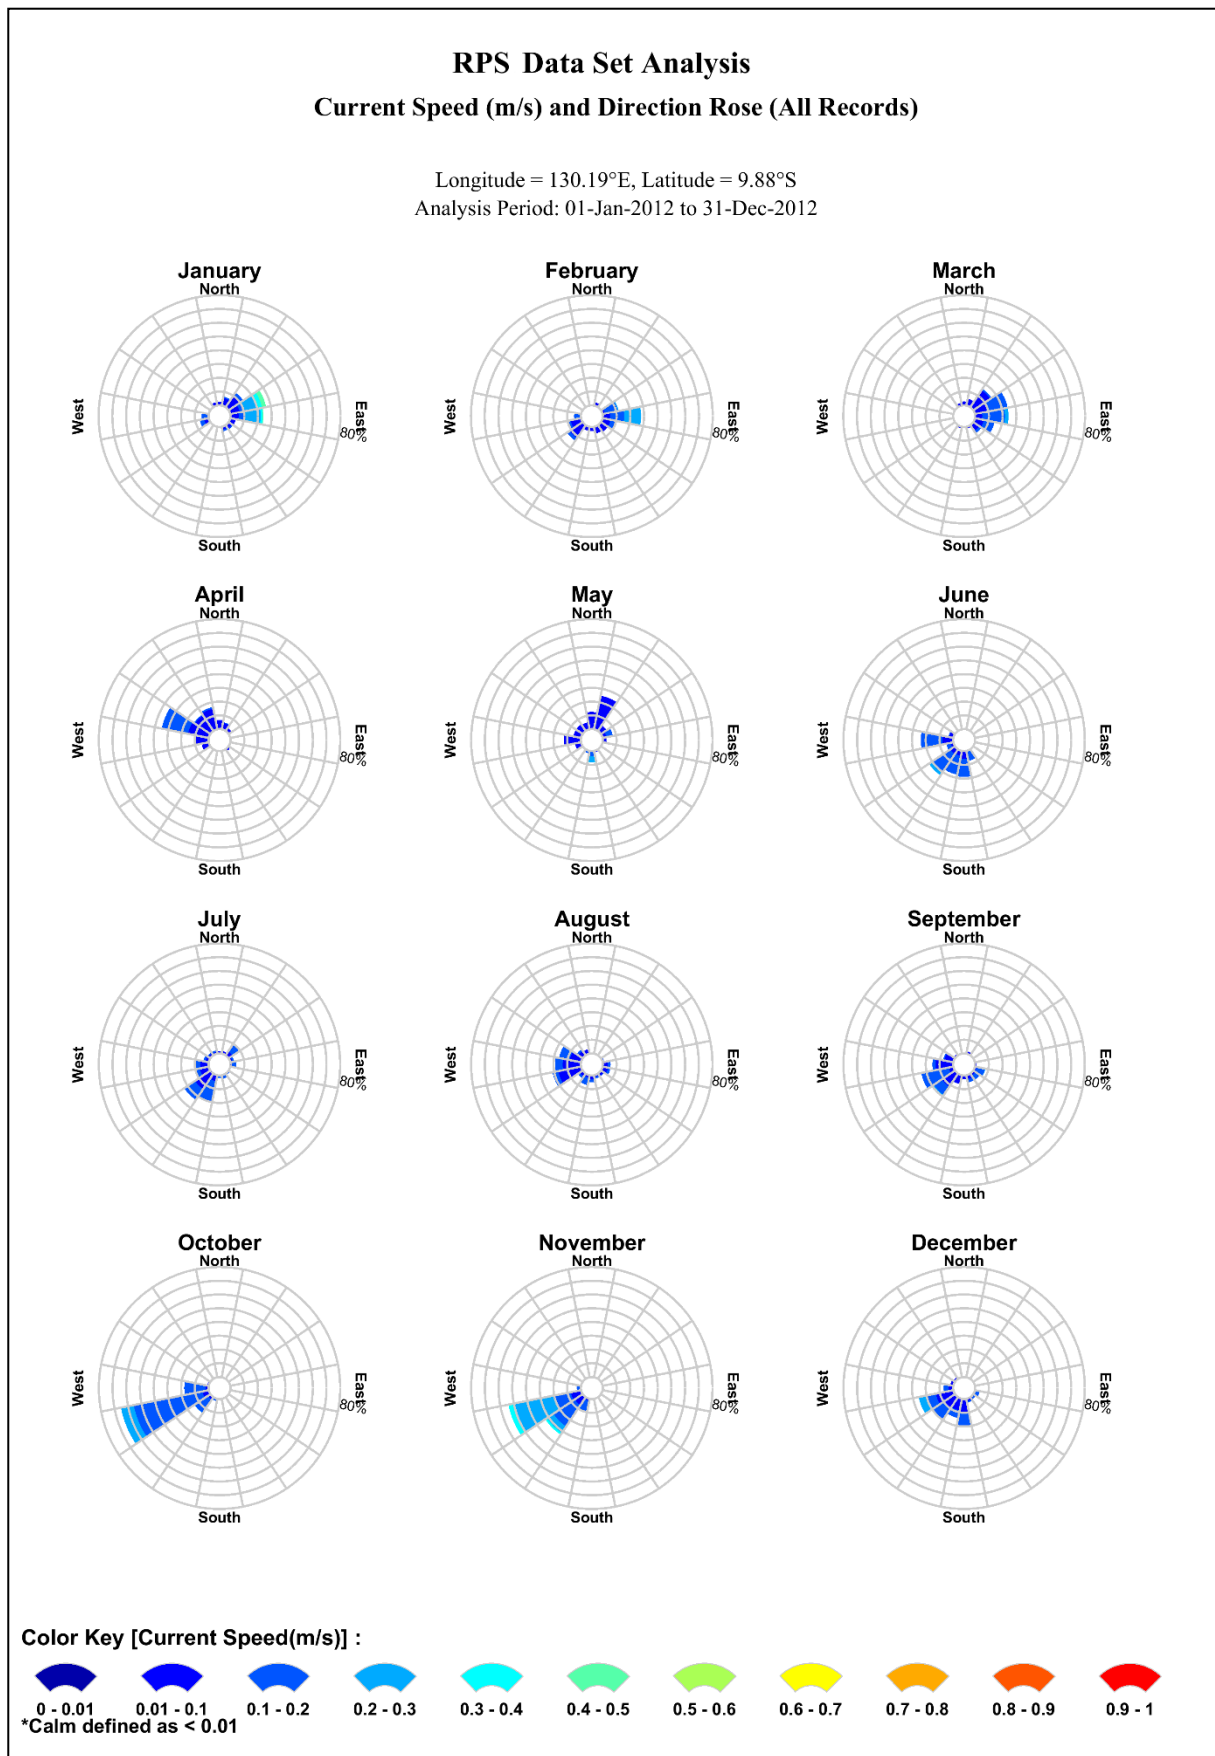 RPS Data Set Analysis
Current Speed (m/s) and Direction Rose (All Records)
Longitude = 130.19°E, Latitude = 9.88°S
Analysis Period: 01-Jan-2012 to 31-Dec-2012
January
North
West
East
80%
South
February
North
West
East
80%
South
March
North
West
East
80%
South
April
North
West
East
80%
South
May
North
West
East
80%
South
June
North
West
East
80%
South
July
North
West
East
80%
South
August
North
West
East
80%
South
September
North
West
East
80%
South
October
North
West
East
80%
South
November
North
West
East
80%
South
December
North
West
East
80%
South
Color Key [Current Speed(m/s)] :
0 - 0.01 0.01 - 0.1 0.1 - 0.2 0.2 - 0.3 0.3 - 0.4 0.4 - 0.5 0.5 - 0.6 0.6 - 0.7 0.7 - 0.8 0.8 - 0.9 0.9 - 1
*Calm defined as < 0.01